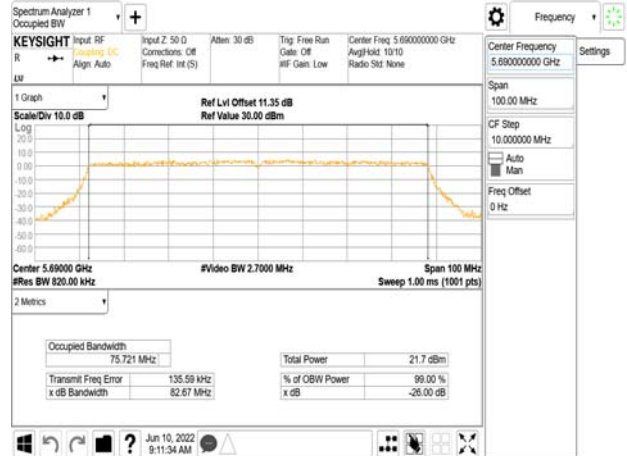 Spectrum Analyzer 1
Occupied BW
KEYSIGHT
R
Input: RF
Coupling: DC
Align: Auto
Input Z: 50 Ω
Corrections: Off
Freq Ref: Int (S)
Atten: 30 dB
Trig: Free Run
Gate: Off
#IF Gain: Low
Center Freq: 5.690000000 GHz
Avg|Hold: 10/10
Radio Std: None
1 Graph
Scale/Div 10.0 dB
Ref Lvl Offset 11.35 dB
Ref Value 30.00 dBm
Log
20.0
10.0
0.00
-10.0
-20.0
-30.0
-40.0
-50.0
-60.0
Center 5.69000 GHz
#Res BW 820.00 kHz
#Video BW 2.7000 MHz
Span 100 MHz
Sweep 1.00 ms (1001 pts)
2 Metrics
Occupied Bandwidth
75.721 MHz
Total Power 21.7 dBm
Transmit Freq Error 135.59 kHz
% of OBW Power 99.00 %
x dB Bandwidth 82.67 MHz
x dB -26.00 dB
?
Jun 10, 2022
9:11:34 AM
Frequency
Center Frequency
5.690000000 GHz
Settings
Span
100.00 MHz
CF Step
10.000000 MHz
Auto
Man
Freq Offset
0 Hz